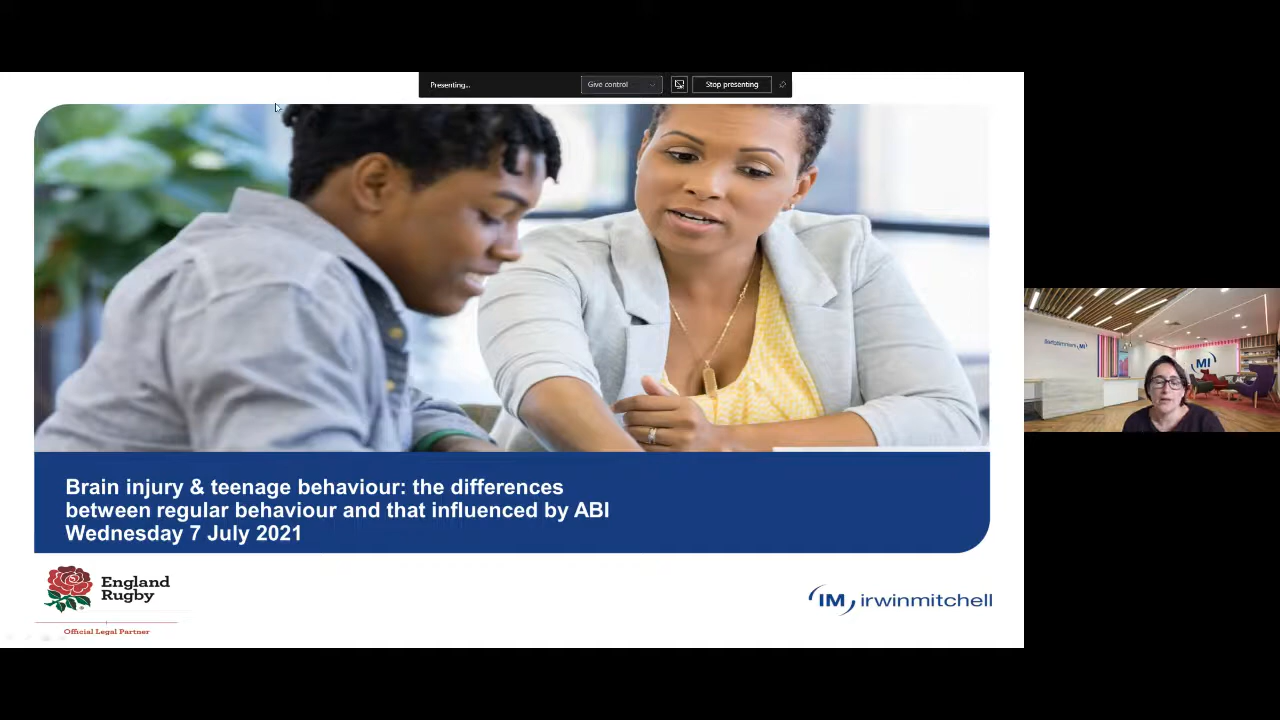 Presenting...
Give control
Stop presenting
Brain injury & teenage behaviour: the differences
between regular behaviour and that influenced by ABI
Wednesday 7 July 2021
England
Rugby
Official Legal Partner
IM irwinmitchell